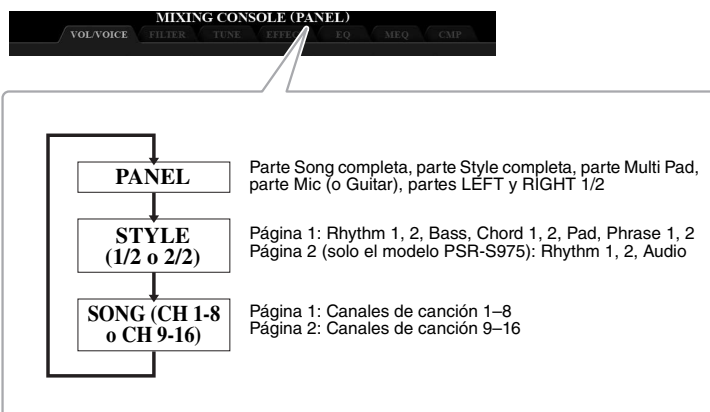 MIXING CONSOLE (PANEL)
VOL/VOICE FILTER TUNE EFFECT EQ MEQ CMP
PANEL
Parte Song completa, parte Style completa, parte Multi Pad,
parte Mic (o Guitar), partes LEFT y RIGHT 1/2
STYLE
(1/2 o 2/2)
Página 1: Rhythm 1, 2, Bass, Chord 1, 2, Pad, Phrase 1, 2
Página 2 (solo el modelo PSR-S975): Rhythm 1, 2, Audio
SONG (CH 1-8
o CH 9-16)
Página 1: Canales de canción 1–8
Página 2: Canales de canción 9–16